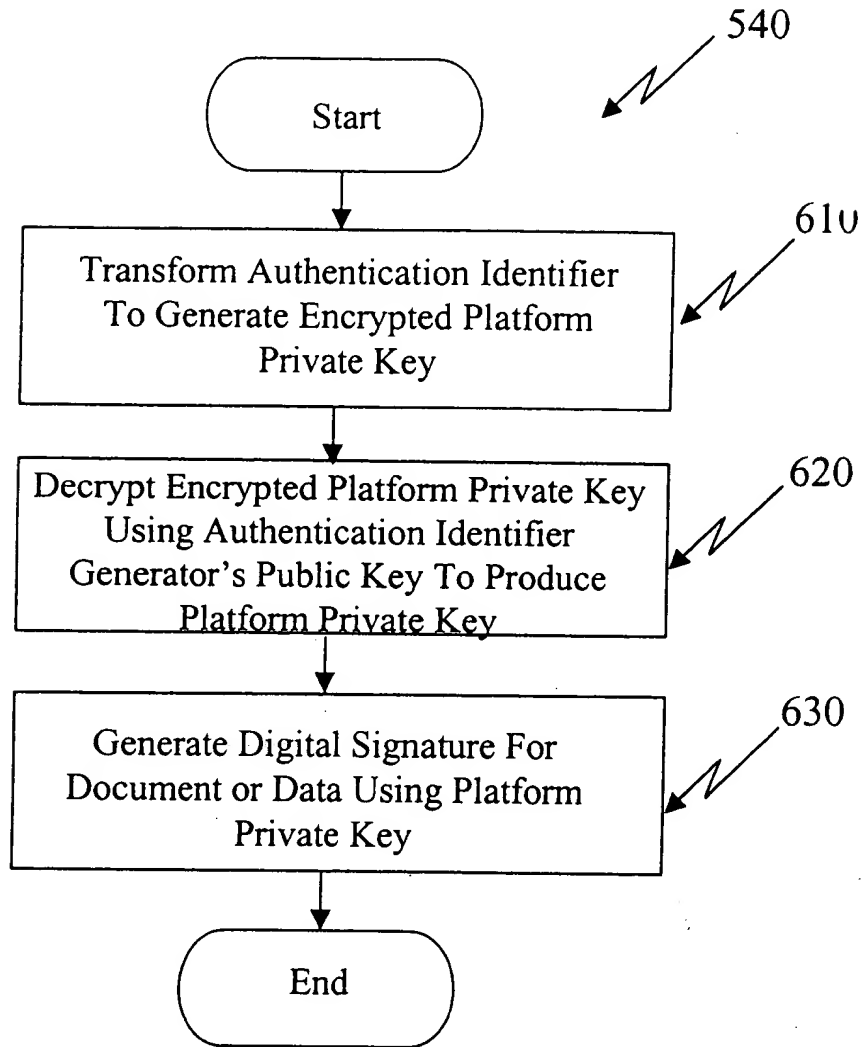 540
Start
610
Transform Authentication Identifier
To Generate Encrypted Platform
Private Key
620
Decrypt Encrypted Platform Private Key
Using Authentication Identifier
Generator's Public Key To Produce
Platform Private Key
630
Generate Digital Signature For
Document or Data Using Platform
Private Key
End